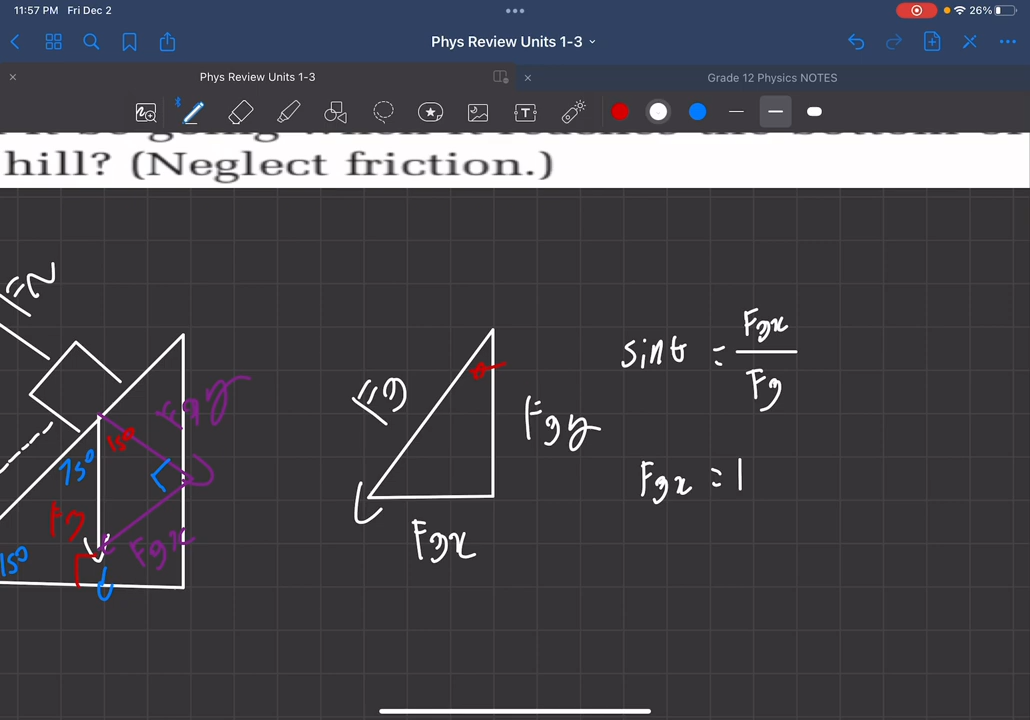 11:57 PM Fri Dec 2
26%
Phys Review Units 1-3
Phys Review Units 1-3
Grade 12 Physics NOTES
hill? (Neglect friction.)
FN
sinθ = Fgx / Fg
Fg
θ
Fgy
Fgy
15°
75°
Fgx = 1
Fg
Fgx
Fgx
15°